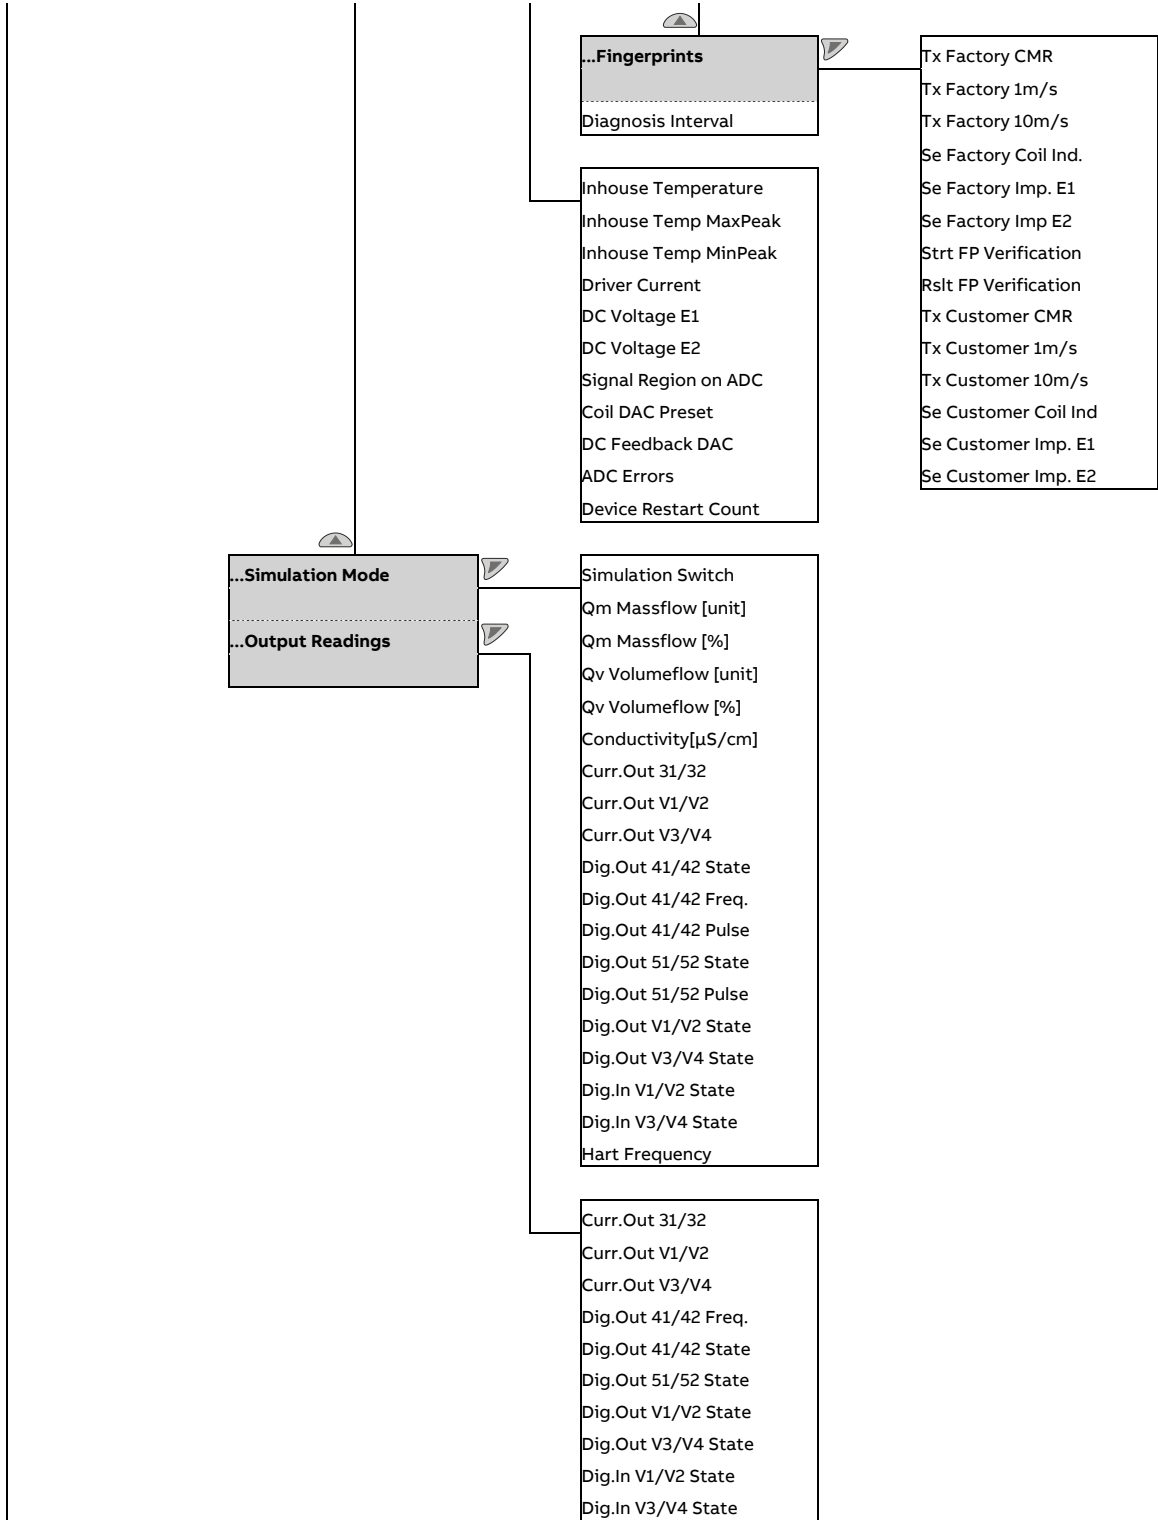 ...Fingerprints
Diagnosis Interval
Tx Factory CMR
Tx Factory 1m/s
Tx Factory 10m/s
Se Factory Coil Ind.
Se Factory Imp. E1
Se Factory Imp E2
Strt FP Verification
Rslt FP Verification
Tx Customer CMR
Tx Customer 1m/s
Tx Customer 10m/s
Se Customer Coil Ind
Se Customer Imp. E1
Se Customer Imp. E2
Inhouse Temperature
Inhouse Temp MaxPeak
Inhouse Temp MinPeak
Driver Current
DC Voltage E1
DC Voltage E2
Signal Region on ADC
Coil DAC Preset
DC Feedback DAC
ADC Errors
Device Restart Count
...Simulation Mode
...Output Readings
Simulation Switch
Qm Massflow [unit]
Qm Massflow [%]
Qv Volumeflow [unit]
Qv Volumeflow [%]
Conductivity[µS/cm]
Curr.Out 31/32
Curr.Out V1/V2
Curr.Out V3/V4
Dig.Out 41/42 State
Dig.Out 41/42 Freq.
Dig.Out 41/42 Pulse
Dig.Out 51/52 State
Dig.Out 51/52 Pulse
Dig.Out V1/V2 State
Dig.Out V3/V4 State
Dig.In V1/V2 State
Dig.In V3/V4 State
Hart Frequency
Curr.Out 31/32
Curr.Out V1/V2
Curr.Out V3/V4
Dig.Out 41/42 Freq.
Dig.Out 41/42 State
Dig.Out 51/52 State
Dig.Out V1/V2 State
Dig.Out V3/V4 State
Dig.In V1/V2 State
Dig.In V3/V4 State